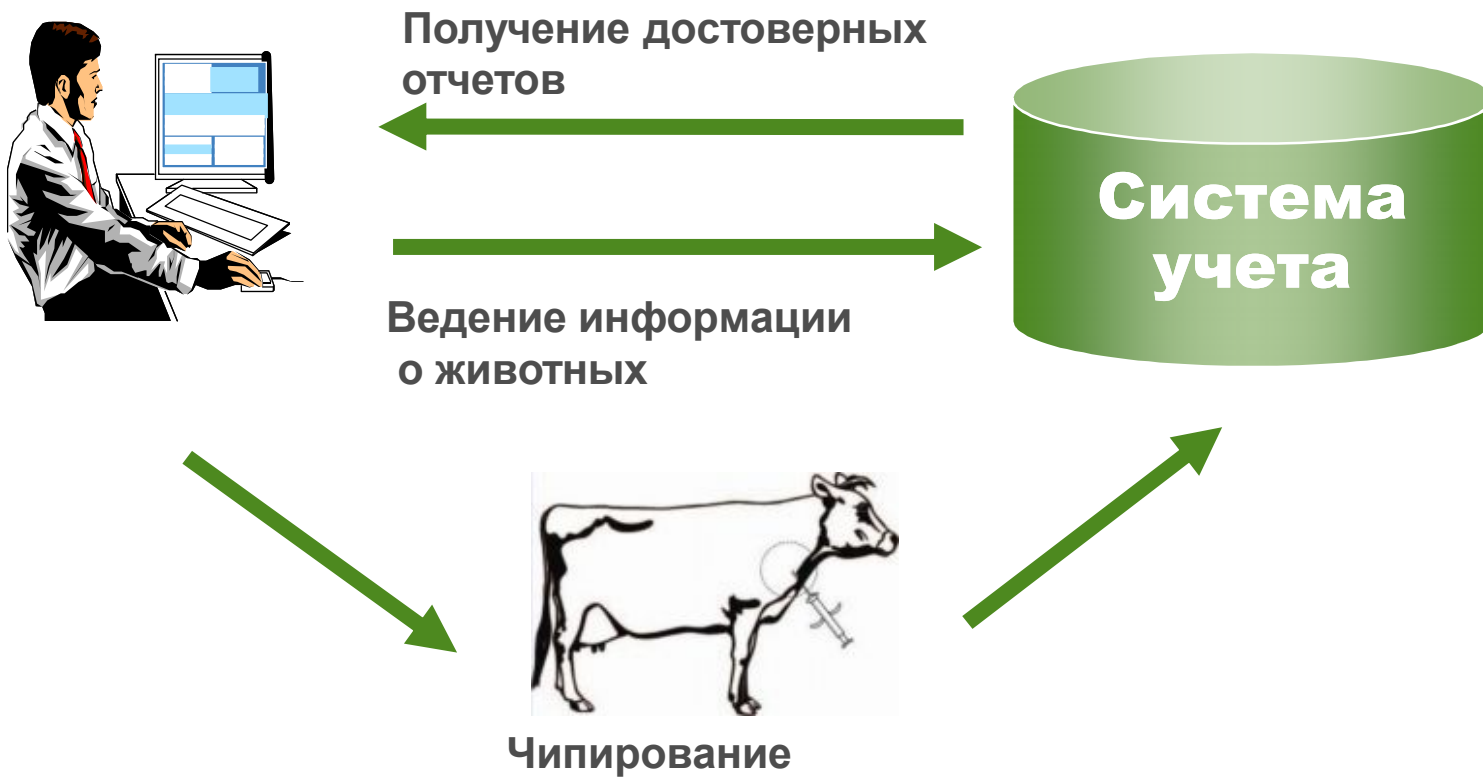 Получение достоверных
отчетов
Система
учета
Ведение информации
о животных
Чипирование